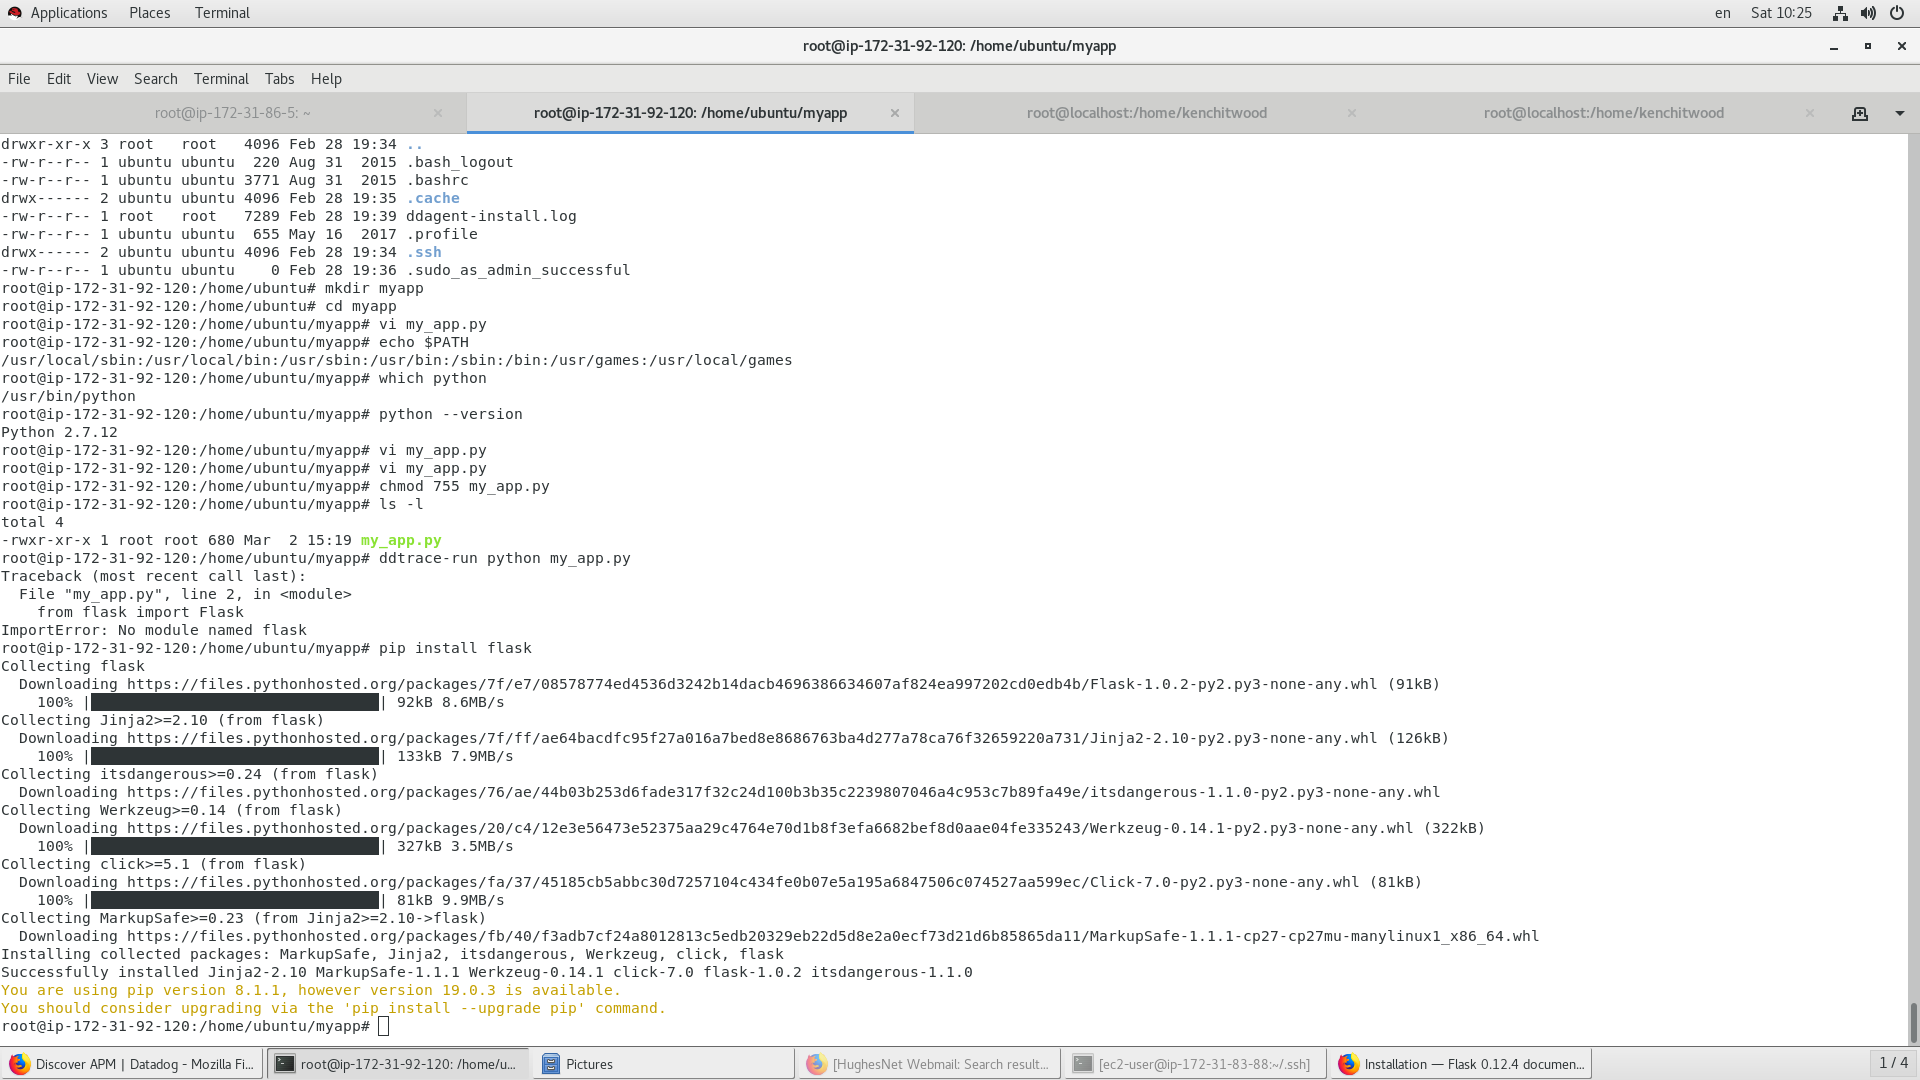 Applications Places Terminal en Sat 10:25
root@ip-172-31-92-120: /home/ubuntu/myapp
File Edit View Search Terminal Tabs Help
root@ip-172-31-86-5: ~ × root@ip-172-31-92-120: /home/ubuntu/myapp × root@localhost:/home/kenchitwood × root@localhost:/home/kenchitwood ×
drwxr-xr-x 3 root   root   4096 Feb 28 19:34 ..
-rw-r--r-- 1 ubuntu ubuntu  220 Aug 31  2015 .bash_logout
-rw-r--r-- 1 ubuntu ubuntu 3771 Aug 31  2015 .bashrc
drwx------ 2 ubuntu ubuntu 4096 Feb 28 19:35 .cache
-rw-r--r-- 1 root   root   7289 Feb 28 19:39 ddagent-install.log
-rw-r--r-- 1 ubuntu ubuntu  655 May 16  2017 .profile
drwx------ 2 ubuntu ubuntu 4096 Feb 28 19:34 .ssh
-rw-r--r-- 1 ubuntu ubuntu    0 Feb 28 19:36 .sudo_as_admin_successful
root@ip-172-31-92-120:/home/ubuntu# mkdir myapp
root@ip-172-31-92-120:/home/ubuntu# cd myapp
root@ip-172-31-92-120:/home/ubuntu/myapp# vi my_app.py
root@ip-172-31-92-120:/home/ubuntu/myapp# echo $PATH
/usr/local/sbin:/usr/local/bin:/usr/sbin:/usr/bin:/sbin:/bin:/usr/games:/usr/local/games
root@ip-172-31-92-120:/home/ubuntu/myapp# which python
/usr/bin/python
root@ip-172-31-92-120:/home/ubuntu/myapp# python --version
Python 2.7.12
root@ip-172-31-92-120:/home/ubuntu/myapp# vi my_app.py
root@ip-172-31-92-120:/home/ubuntu/myapp# vi my_app.py
root@ip-172-31-92-120:/home/ubuntu/myapp# chmod 755 my_app.py
root@ip-172-31-92-120:/home/ubuntu/myapp# ls -l
total 4
-rwxr-xr-x 1 root root 680 Mar  2 15:19 my_app.py
root@ip-172-31-92-120:/home/ubuntu/myapp# ddtrace-run python my_app.py
Traceback (most recent call last):
  File "my_app.py", line 2, in <module>
    from flask import Flask
ImportError: No module named flask
root@ip-172-31-92-120:/home/ubuntu/myapp# pip install flask
Collecting flask
  Downloading https://files.pythonhosted.org/packages/7f/e7/08578774ed4536d3242b14dacb4696386634607af824ea997202cd0edb4b/Flask-1.0.2-py2.py3-none-any.whl (91kB)
    100% |████████████████████████████████| 92kB 8.6MB/s
Collecting Jinja2>=2.10 (from flask)
  Downloading https://files.pythonhosted.org/packages/7f/ff/ae64bacdfc95f27a016a7bed8e8686763ba4d277a78ca76f32659220a731/Jinja2-2.10-py2.py3-none-any.whl (126kB)
    100% |████████████████████████████████| 133kB 7.9MB/s
Collecting itsdangerous>=0.24 (from flask)
  Downloading https://files.pythonhosted.org/packages/76/ae/44b03b253d6fade317f32c24d100b3b35c2239807046a4c953c7b89fa49e/itsdangerous-1.1.0-py2.py3-none-any.whl
Collecting Werkzeug>=0.14 (from flask)
  Downloading https://files.pythonhosted.org/packages/20/c4/12e3e56473e52375aa29c4764e70d1b8f3efa6682bef8d0aae04fe335243/Werkzeug-0.14.1-py2.py3-none-any.whl (322kB)
    100% |████████████████████████████████| 327kB 3.5MB/s
Collecting click>=5.1 (from flask)
  Downloading https://files.pythonhosted.org/packages/fa/37/45185cb5abbc30d7257104c434fe0b07e5a195a6847506c074527aa599ec/Click-7.0-py2.py3-none-any.whl (81kB)
    100% |████████████████████████████████| 81kB 9.9MB/s
Collecting MarkupSafe>=0.23 (from Jinja2>=2.10->flask)
  Downloading https://files.pythonhosted.org/packages/fb/40/f3adb7cf24a8012813c5edb20329eb22d5d8e2a0ecf73d21d6b85865da11/MarkupSafe-1.1.1-cp27-cp27mu-manylinux1_x86_64.whl
Installing collected packages: MarkupSafe, Jinja2, itsdangerous, Werkzeug, click, flask
Successfully installed Jinja2-2.10 MarkupSafe-1.1.1 Werkzeug-0.14.1 click-7.0 flask-1.0.2 itsdangerous-1.1.0
You are using pip version 8.1.1, however version 19.0.3 is available.
You should consider upgrading via the 'pip install --upgrade pip' command.
root@ip-172-31-92-120:/home/ubuntu/myapp#
Discover APM | Datadog - Mozilla Fi... root@ip-172-31-92-120: /home/u... Pictures [HughesNet Webmail: Search result... [ec2-user@ip-172-31-83-88:~/.ssh] Installation — Flask 0.12.4 documen... 1 / 4